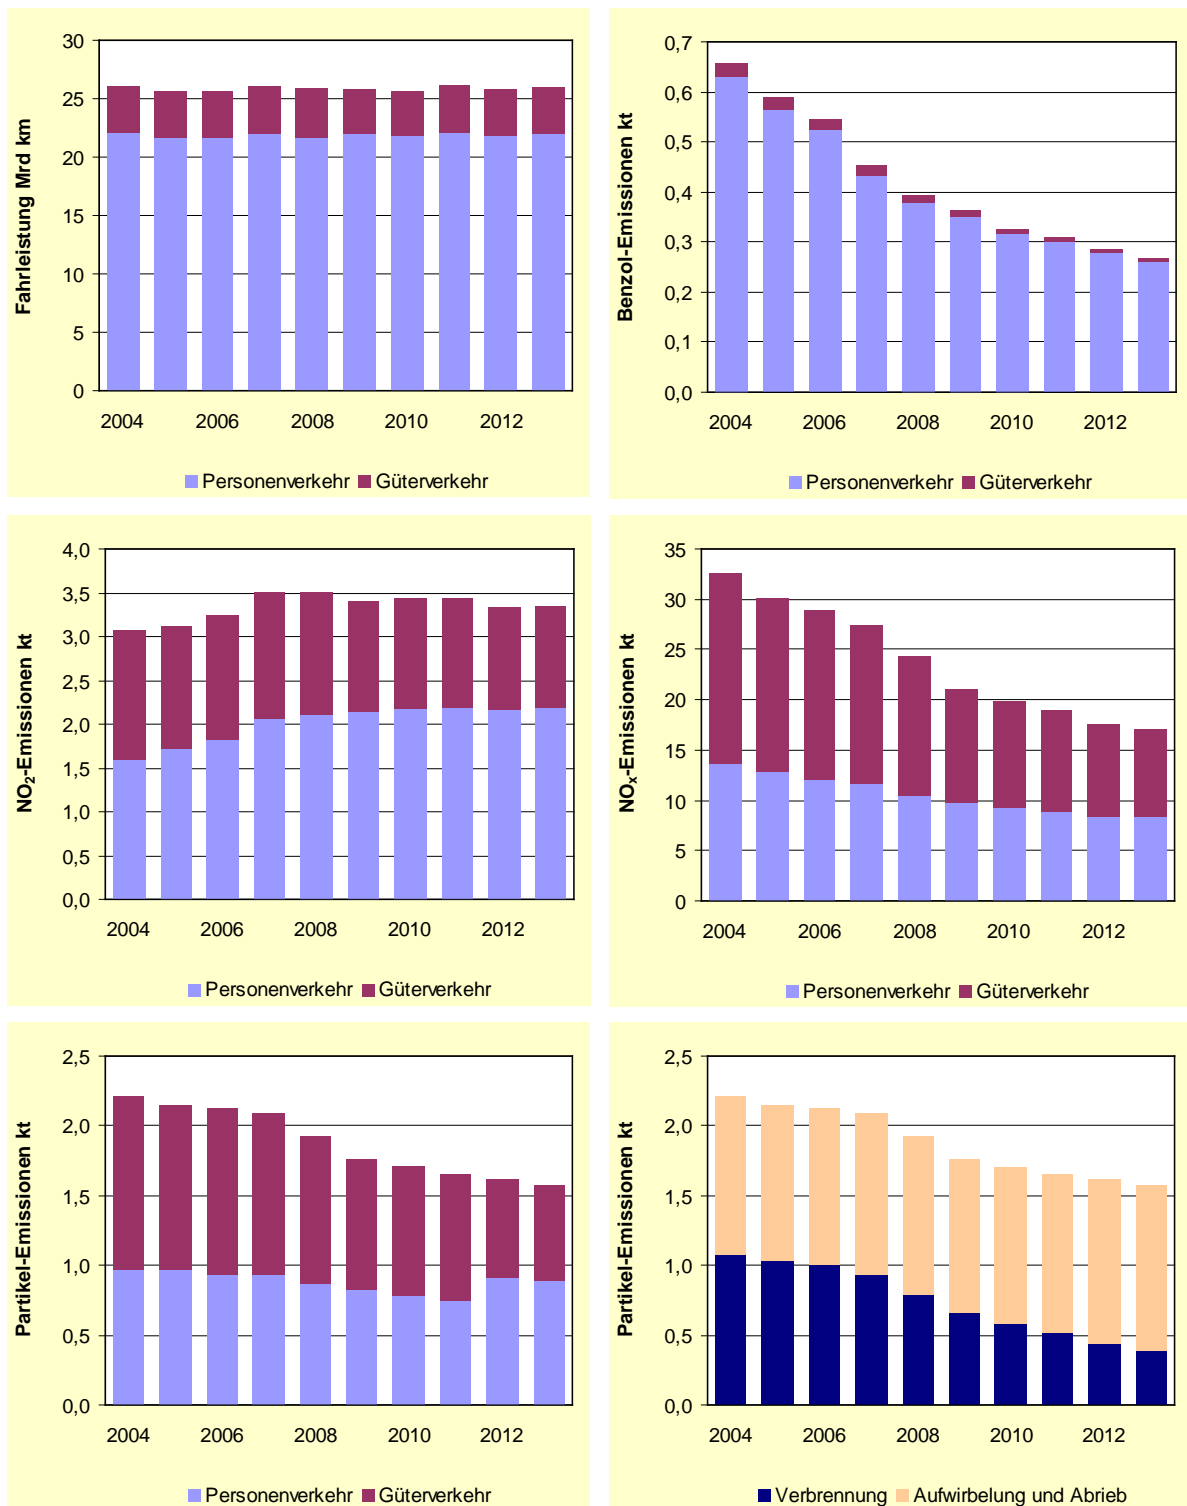 Fahrleistung Mrd km
30
25
20
15
10
5
0
2004 2006 2008 2010 2012
Personenverkehr Güterverkehr
Benzol-Emissionen kt
0,7
0,6
0,5
0,4
0,3
0,2
0,1
0,0
2004 2006 2008 2010 2012
Personenverkehr Güterverkehr
NO₂-Emissionen kt
4,0
3,5
3,0
2,5
2,0
1,5
1,0
0,5
0,0
2004 2006 2008 2010 2012
Personenverkehr Güterverkehr
NOₓ-Emissionen kt
35
30
25
20
15
10
5
0
2004 2006 2008 2010 2012
Personenverkehr Güterverkehr
Partikel-Emissionen kt
2,5
2,0
1,5
1,0
0,5
0,0
2004 2006 2008 2010 2012
Personenverkehr Güterverkehr
Partikel-Emissionen kt
2,5
2,0
1,5
1,0
0,5
0,0
2004 2006 2008 2010 2012
Verbrennung Aufwirbelung und Abrieb